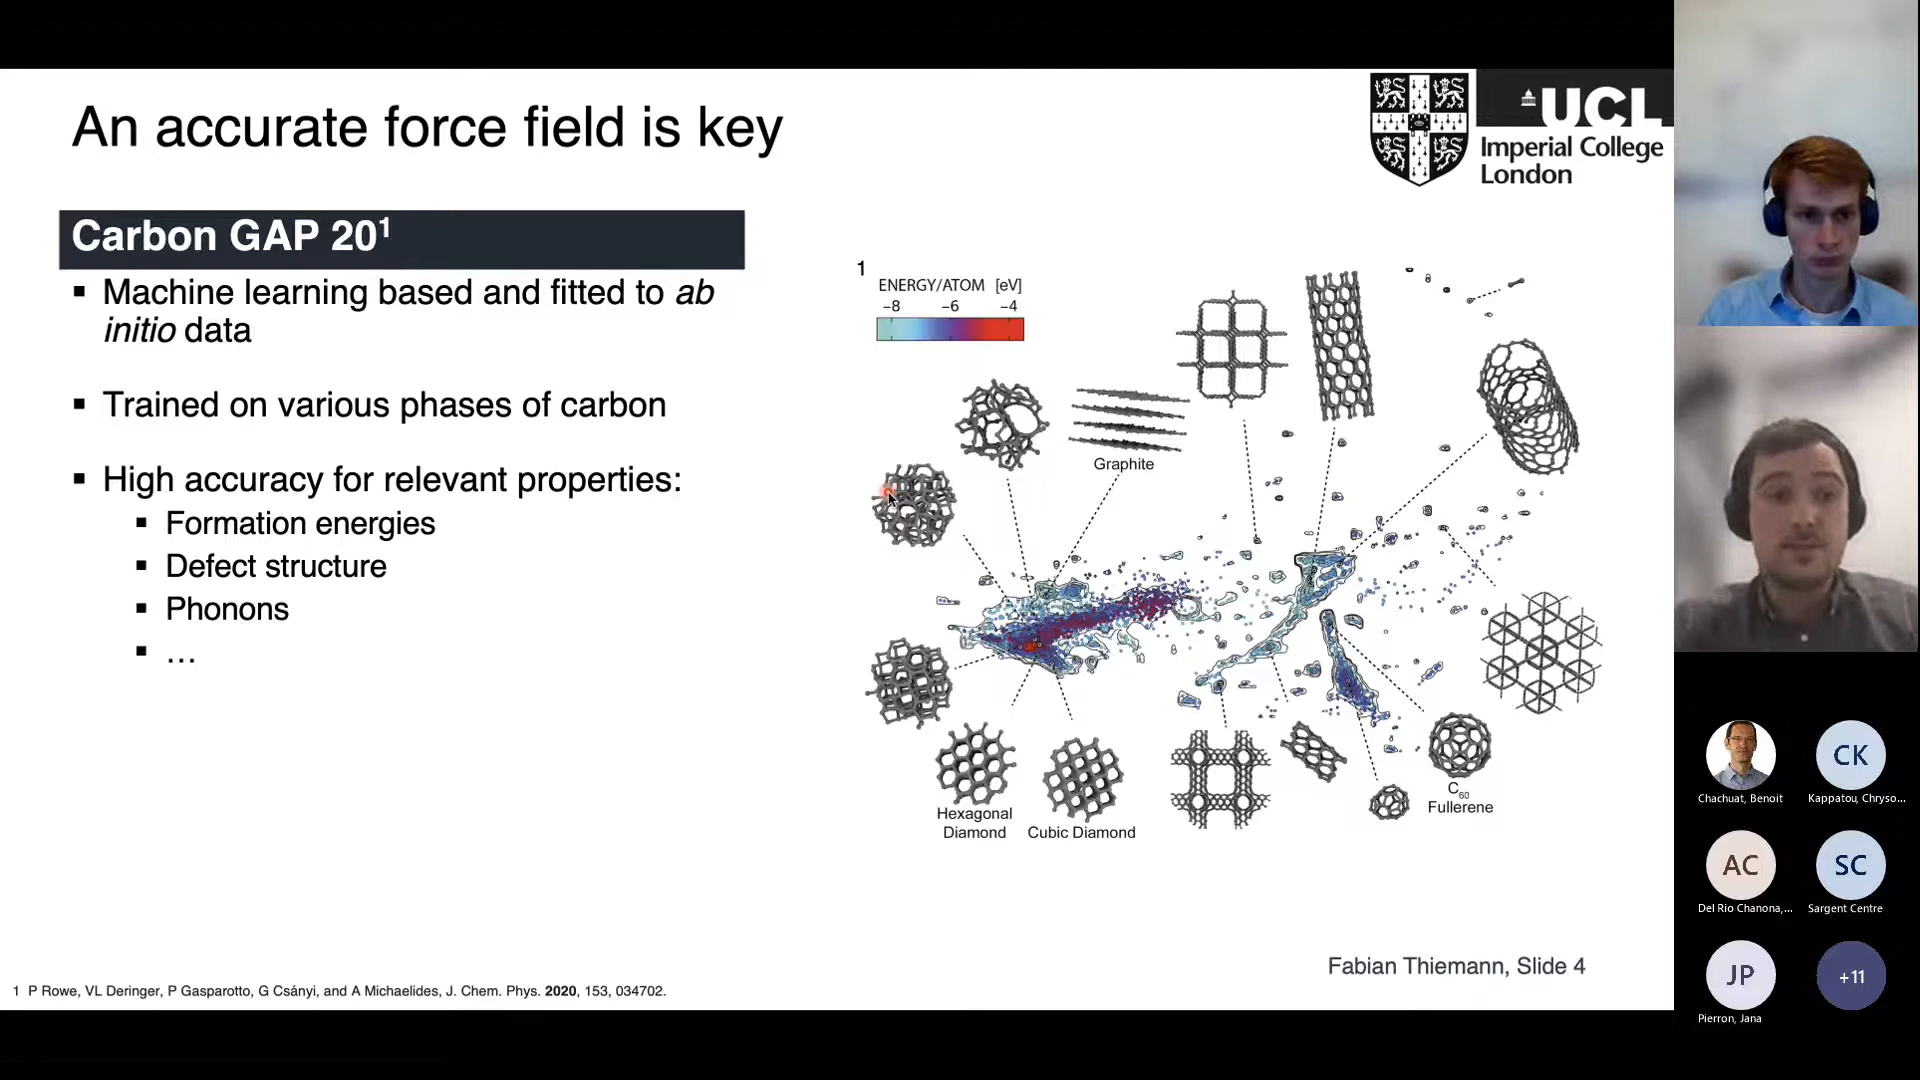 An accurate force field is key
UCL
Imperial College
London
Carbon GAP 20¹
▪ Machine learning based and fitted to ab
initio data
▪ Trained on various phases of carbon
▪ High accuracy for relevant properties:
▪ Formation energies
▪ Defect structure
▪ Phonons
▪ …
1
ENERGY/ATOM [eV]
−8 −6 −4
Graphite
Hexagonal
Diamond
Cubic Diamond
C₆₀
Fullerene
Fabian Thiemann, Slide 4
1 P Rowe, VL Deringer, P Gasparotto, G Csányi, and A Michaelides, J. Chem. Phys. 2020, 153, 034702.
CK
Chachuat, Benoit
Kappatou, Chryso...
AC
SC
Del Rio Chanona,...
Sargent Centre
JP
+11
Pierron, Jana